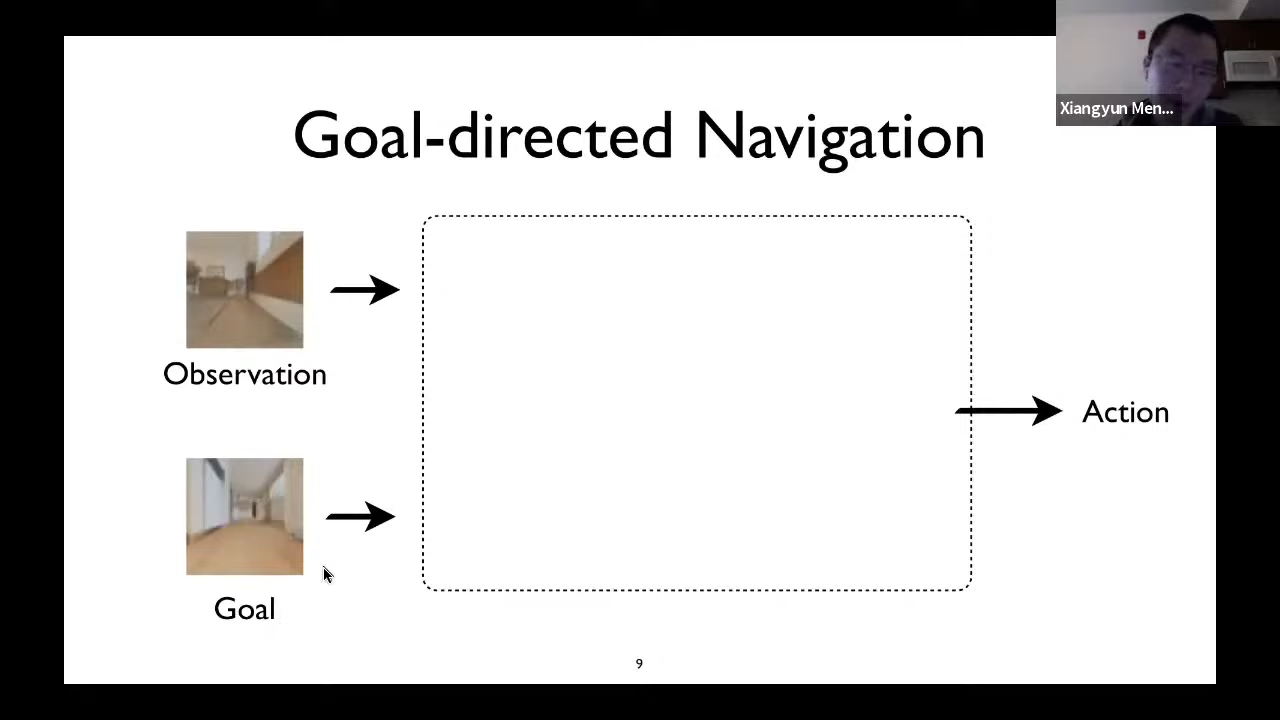 Xiangyun Men...
Goal-directed Navigation
Observation
Action
Goal
9